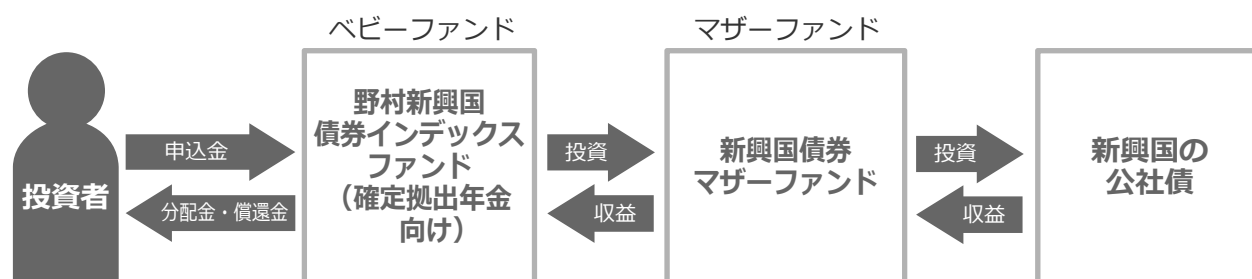 ベビーファンド
マザーファンド
投資者
申込金
分配金・償還金
野村新興国
債券インデックス
ファンド
（確定拠出年金
向け）
投資
収益
新興国債券
マザーファンド
投資
収益
新興国の
公社債